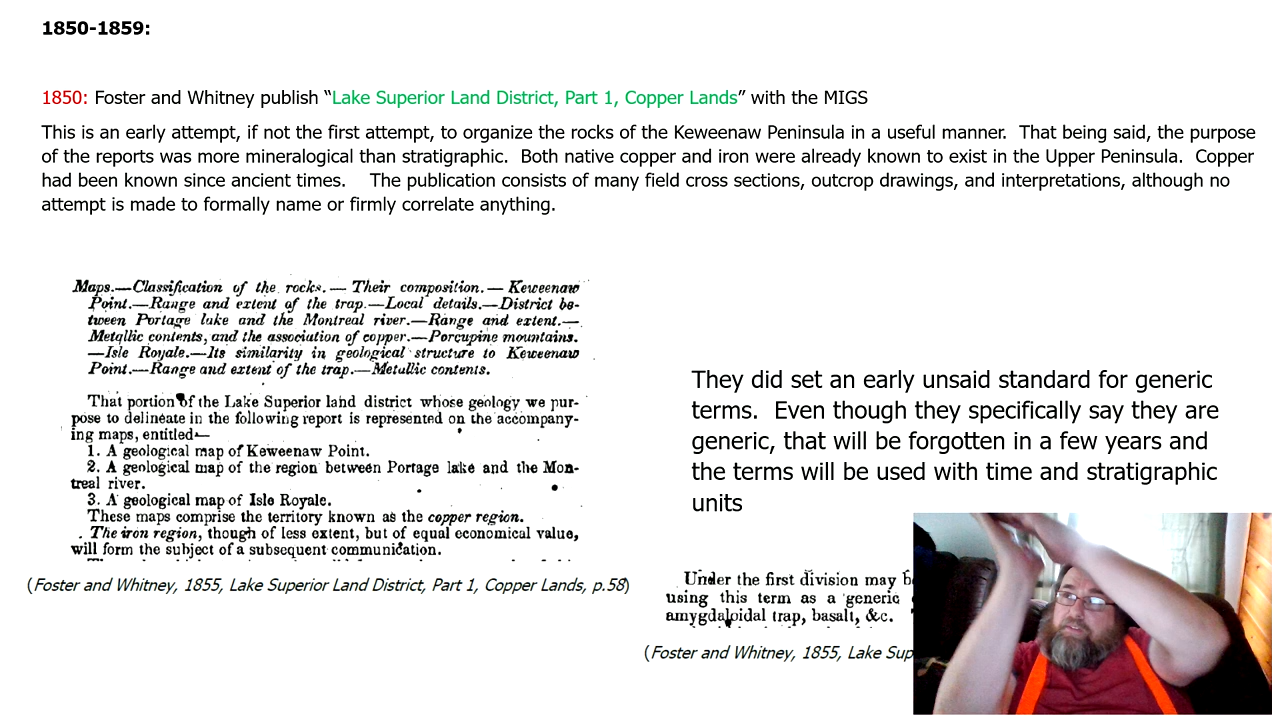 1850-1859:
1850: Foster and Whitney publish “Lake Superior Land District, Part 1, Copper Lands” with the MIGS
This is an early attempt, if not the first attempt, to organize the rocks of the Keweenaw Peninsula in a useful manner.  That being said, the purpose
of the reports was more mineralogical than stratigraphic.  Both native copper and iron were already known to exist in the Upper Peninsula.  Copper
had been known since ancient times.    The publication consists of many field cross sections, outcrop drawings, and interpretations, although no
attempt is made to formally name or firmly correlate anything.
Maps.—Classification of the rocks. — Their composition. — Keweenaw
Point.—Range and extent of the trap.—Local details.—District be-
tween Portage lake and the Montreal river.—Range and extent.—
Metallic contents, and the association of copper.—Porcupine mountains.
—Isle Royale.—Its similarity in geological structure to Keweenaw
Point.—Range and extent of the trap.—Metallic contents.
That portion of the Lake Superior land district whose geology we pur-
pose to delineate in the following report is represented on the accompany-
ing maps, entitled—
1. A geological map of Keweenaw Point.
2. A geological map of the region between Portage lake and the Mon-
treal river.
3. A geological map of Isle Royale.
These maps comprise the territory known as the copper region.
The iron region, though of less extent, but of equal economical value,
will form the subject of a subsequent communication.
(Foster and Whitney, 1855, Lake Superior Land District, Part 1, Copper Lands, p.58)
They did set an early unsaid standard for generic
terms.  Even though they specifically say they are
generic, that will be forgotten in a few years and
the terms will be used with time and stratigraphic
units
Under the first division may
using this term as a generic
amygdaloidal trap, basalt, &c.
(Foster and Whitney, 1855, Lake Sup